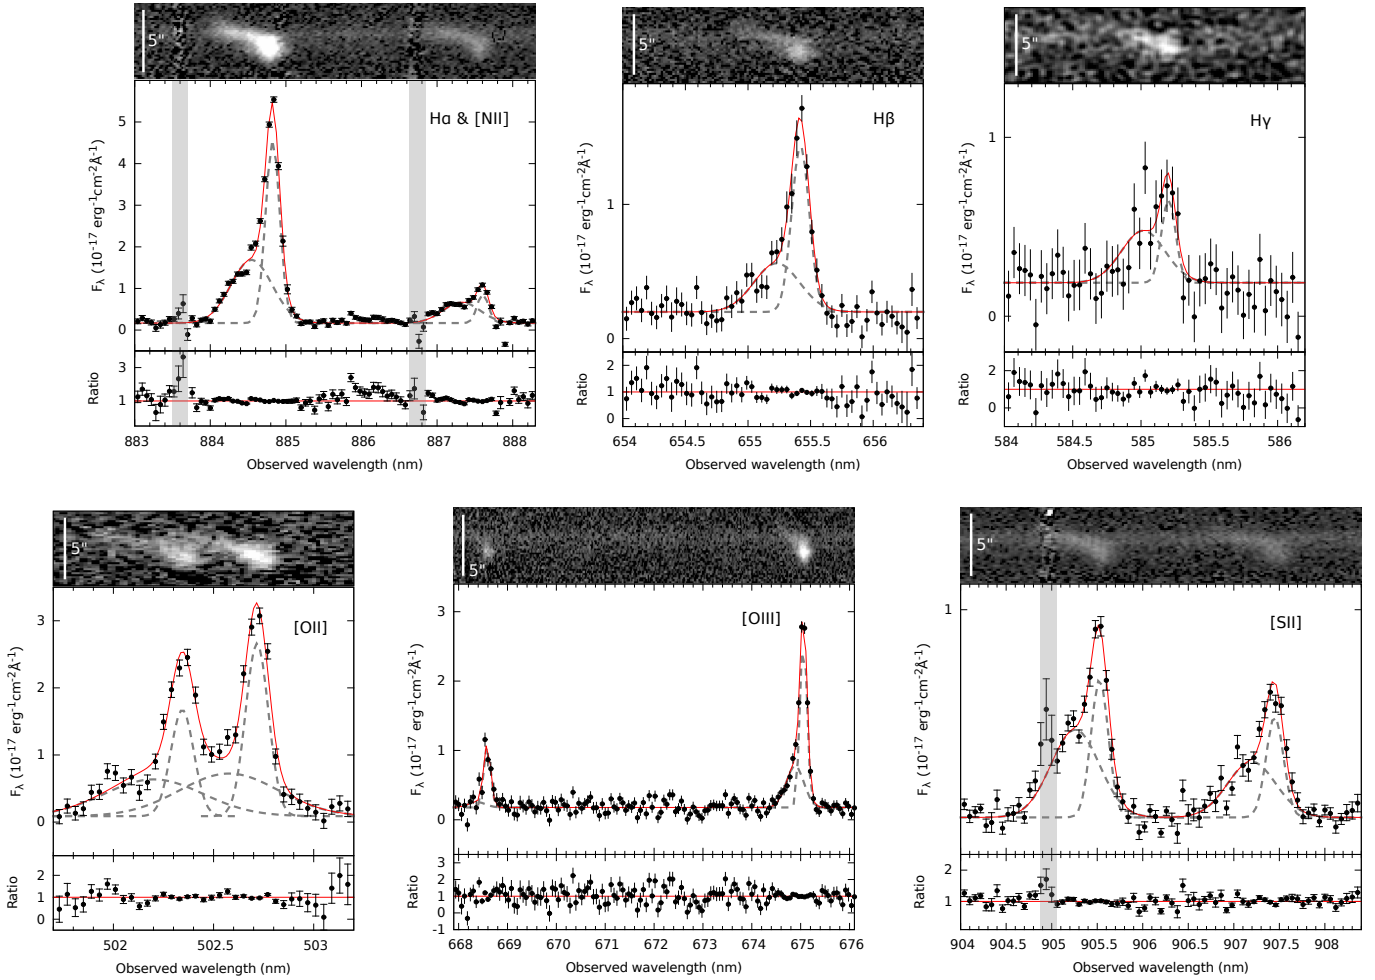 5"
5"
5"
Hα & [NII]
Hβ
Hγ
F_λ (10^-17 erg^-1cm^-2Å^-1)
5
4
3
2
1
0
F_λ (10^-17 erg^-1cm^-2Å^-1)
1
0
F_λ (10^-17 erg^-1cm^-2Å^-1)
1
0
Ratio
3
1
Ratio
2
1
0
Ratio
2
0
883 884 885 886 887 888
654 654.5 655 655.5 656
584 584.5 585 585.5 586
Observed wavelength (nm)
Observed wavelength (nm)
Observed wavelength (nm)
5"
5"
5"
[OII]
[OIII]
[SII]
F_λ (10^-17 erg^-1cm^-2Å^-1)
3
2
1
0
F_λ (10^-17 erg^-1cm^-2Å^-1)
3
2
1
0
F_λ (10^-17 erg^-1cm^-2Å^-1)
1
0
Ratio
2
1
0
Ratio
3
2
1
0
-1
Ratio
2
1
502 502.5 503
668 669 670 671 672 673 674 675 676
904 904.5 905 905.5 906 906.5 907 907.5 908
Observed wavelength (nm)
Observed wavelength (nm)
Observed wavelength (nm)